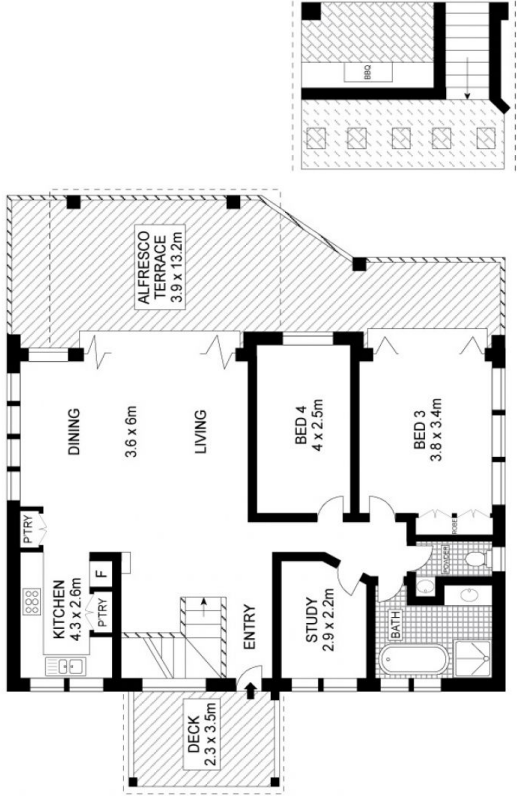 BBQ
ALFRESCO
TERRACE
3.9 x 13.2m
DINING
3.6 x 6m
LIVING
BED 4
4 x 2.5m
BED 3
3.8 x 3.4m
ROBE
P'TRY
KITCHEN
4.3 x 2.6m
F
P'TRY
ENTRY
STUDY
2.9 x 2.2m
POWDER
BATH
DECK
2.3 x 3.5m